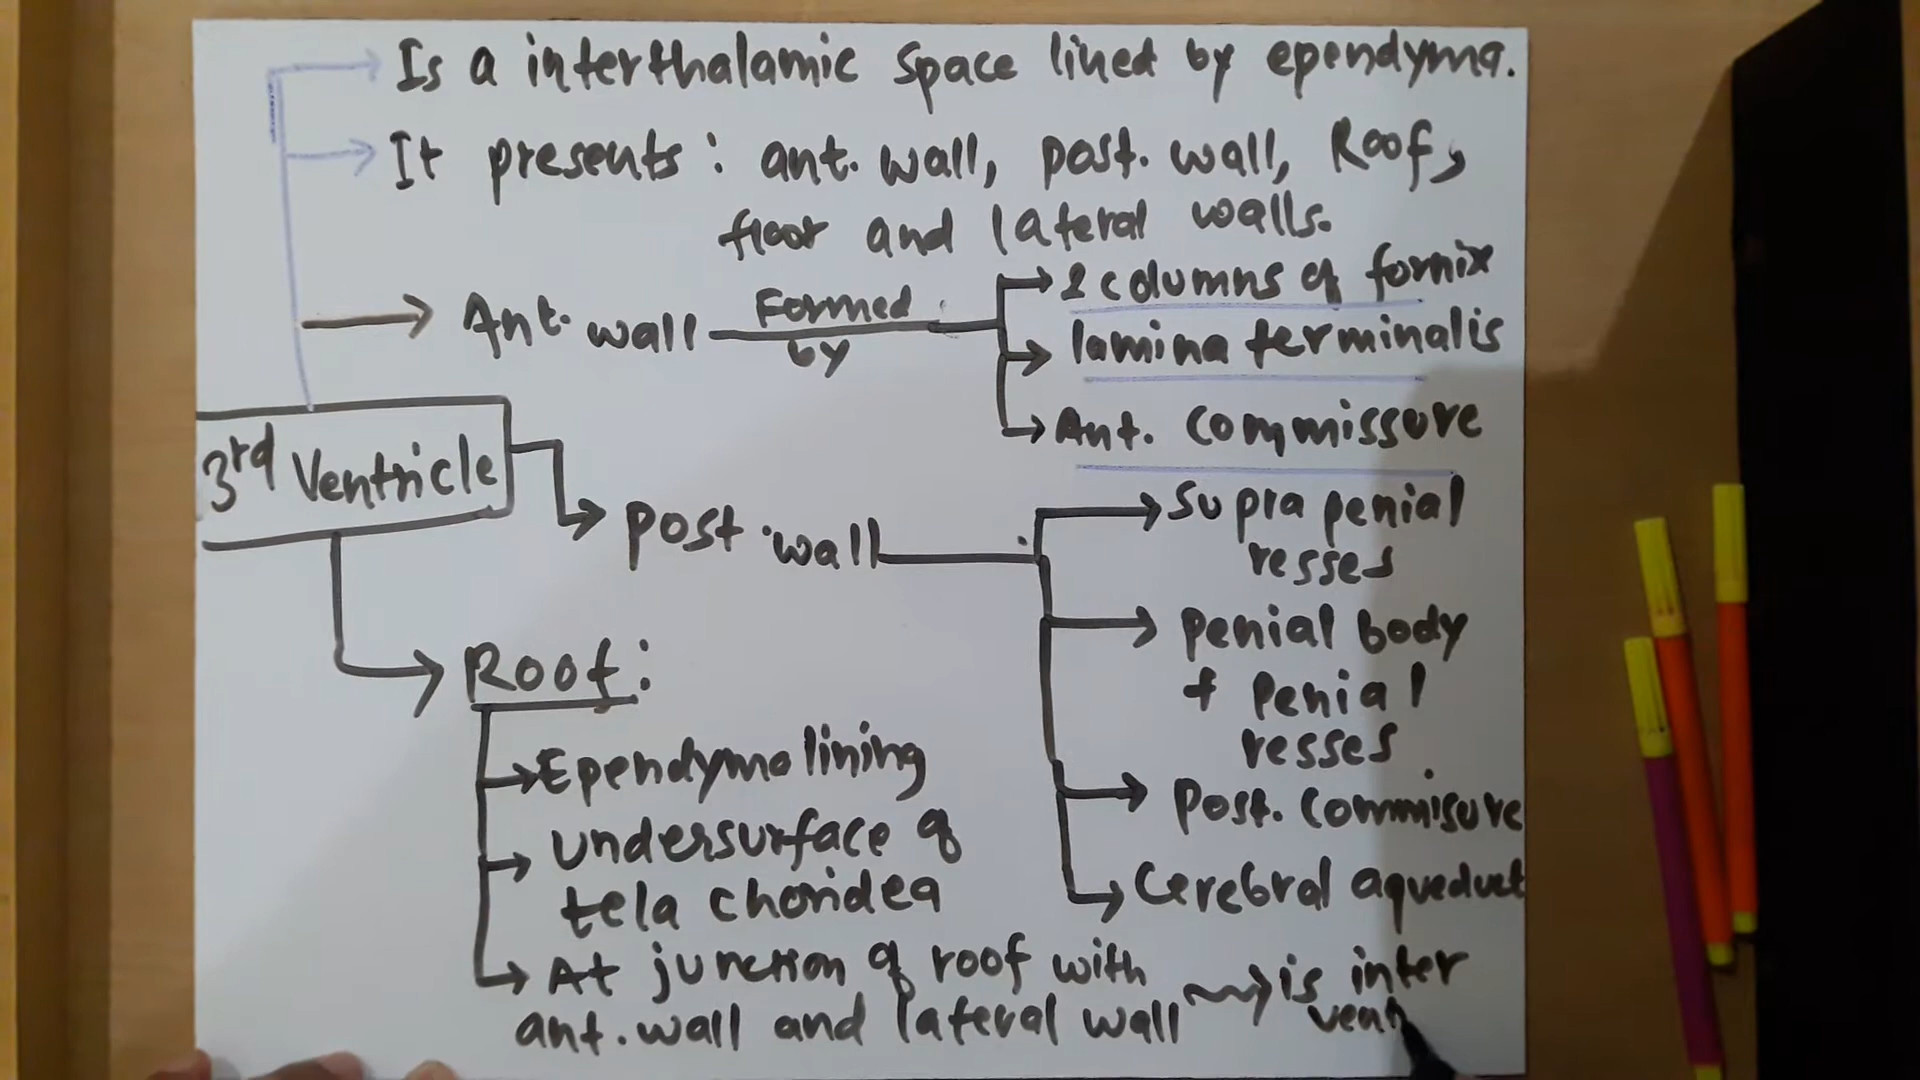 Is a interthalamic space lined by ependyma.
It presents: ant. wall, post. wall, Roof,
floor and lateral walls.
Ant. wall Formed by
2 columns of fornix
lamina terminalis
Ant. Commissure
3rd Ventricle
post. wall
Supra penial
resses
penial body
+ Penial
resses
Post. Commisure
Cerebral aqueduct
Roof:
Ependyma lining
undersurface of
tela choridea
At junction of roof with
ant. wall and lateral wall
is inter
vent